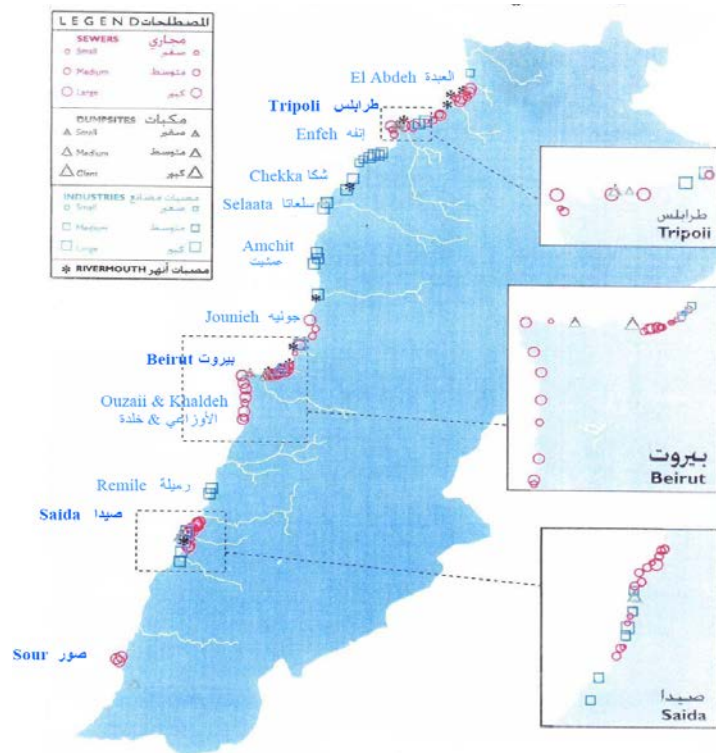 LEGEND المصطلحات
SEWERS مجاري
Small صغير
Medium متوسط
Large كبير
DUMPSITES مكبات
Small صغير
Medium متوسط
Giant كبير
INDUSTRIES مصبات مصانع
Small صغير
Medium متوسط
Large كبير
* RIVERMOUTH مصبات أنهر
El Abdeh العبدة
Tripoli طرابلس
Enfeh إنفه
Chekka شكا
Selaata سلعاتا
Amchit
Jounieh جونيه
Beirut بيروت
Ouzaii & Khaldeh
الأوزاعي & خلدة
Remile رميلة
Saida صيدا
Sour صور
طرابلس
Tripoli
بيروت
Beirut
صيدا
Saida